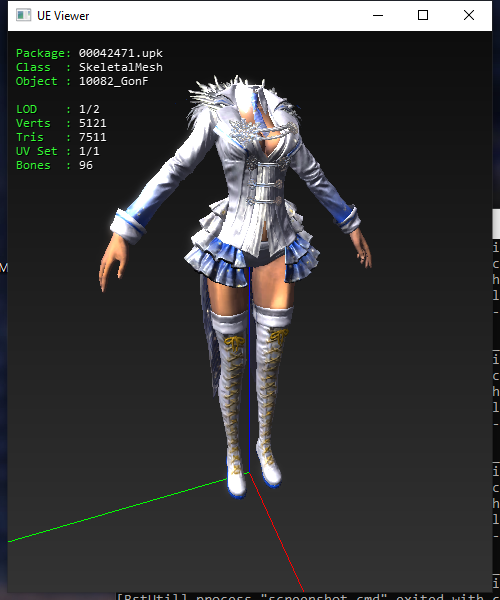 UE Viewer
Package: 00042471.upk
Class : SkeletalMesh
Object : 10082_GonF
LOD : 1/2
Verts : 5121
Tris : 7511
UV Set : 1/1
Bones : 96
M
i
c
h
l
-
i
c
h
l
-
i
c
h
l
-
i
[BstUtil] process "screenshot.cmd" exited with c